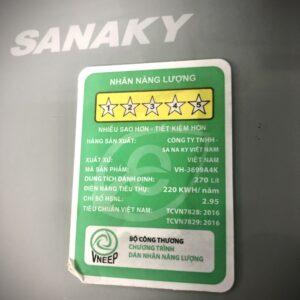 SANAKY
NHÃN NĂNG LƯỢNG
1 2 3 4 5
NHIỀU SAO HƠN - TIẾT KIỆM HƠN
HÃNG SẢN XUẤT: CÔNG TY TNHH -
SA NA KY VIỆT NAM
XUẤT XỨ: VIỆT NAM
MÃ SẢN PHẨM: VH-3699A4K
DUNG TÍCH DANH ĐỊNH: 270 Lít
ĐIỆN NĂNG TIÊU THỤ: 220 KWH/ năm
CHỈ SỐ HSNL: 2.95
TIÊU CHUẨN VIỆT NAM: TCVN7828: 2016
TCVN7829: 2016
BỘ CÔNG THƯƠNG
CHƯƠNG TRÌNH
DÁN NHÃN NĂNG LƯỢNG
VNEEP